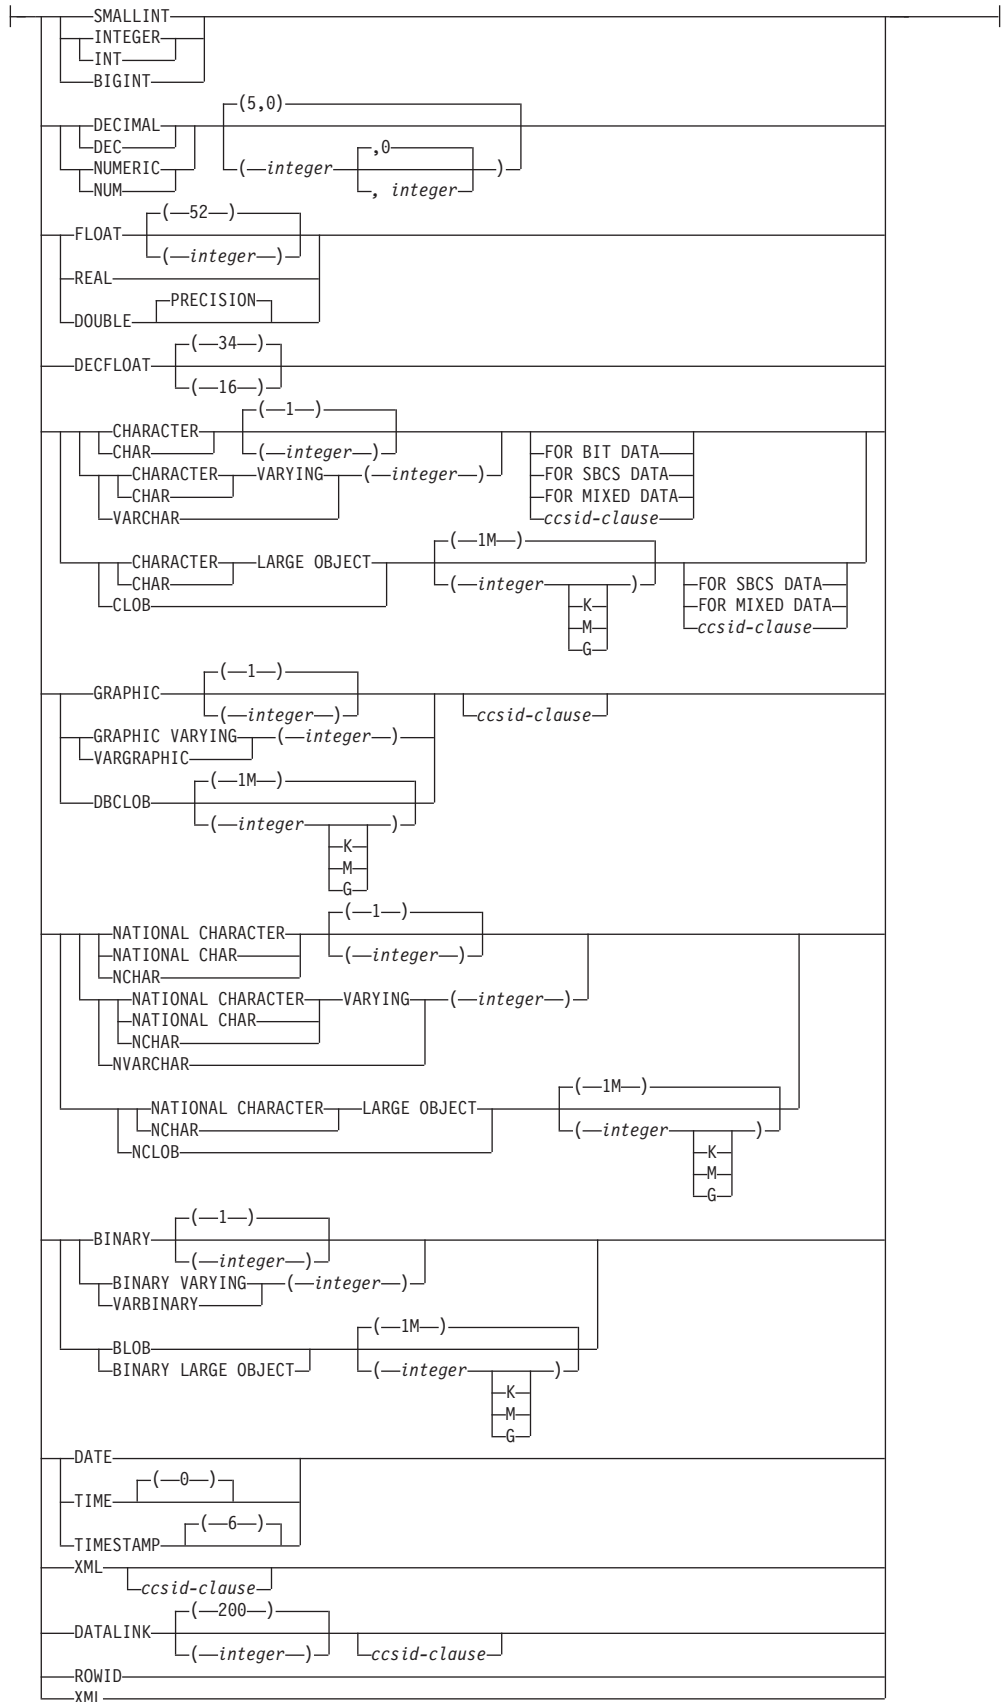 SMALLINT
INTEGER
INT
BIGINT
(5,0)
DECIMAL
DEC
,0
NUMERIC
( integer )
NUM
, integer
( 52 )
FLOAT
( integer )
REAL
PRECISION
DOUBLE
( 34 )
DECFLOAT
( 16 )
( 1 )
CHARACTER
CHAR ( integer ) FOR BIT DATA
CHARACTER VARYING ( integer ) FOR SBCS DATA
CHAR FOR MIXED DATA
VARCHAR ccsid-clause
( 1M )
CHARACTER LARGE OBJECT
CHAR ( integer ) FOR SBCS DATA
CLOB K FOR MIXED DATA
M ccsid-clause
G
( 1 )
GRAPHIC
( integer ) ccsid-clause
GRAPHIC VARYING ( integer )
VARGRAPHIC
( 1M )
DBCLOB
( integer )
K
M
G
( 1 )
NATIONAL CHARACTER
NATIONAL CHAR ( integer )
NCHAR
NATIONAL CHARACTER VARYING ( integer )
NATIONAL CHAR
NCHAR
NVARCHAR
( 1M )
NATIONAL CHARACTER LARGE OBJECT
NCHAR ( integer )
NCLOB K
M
G
( 1 )
BINARY
( integer )
BINARY VARYING ( integer )
VARBINARY
( 1M )
BLOB
BINARY LARGE OBJECT ( integer )
K
M
G
DATE
( 0 )
TIME
( 6 )
TIMESTAMP
XML
ccsid-clause
( 200 )
DATALINK
( integer ) ccsid-clause
ROWID
XML